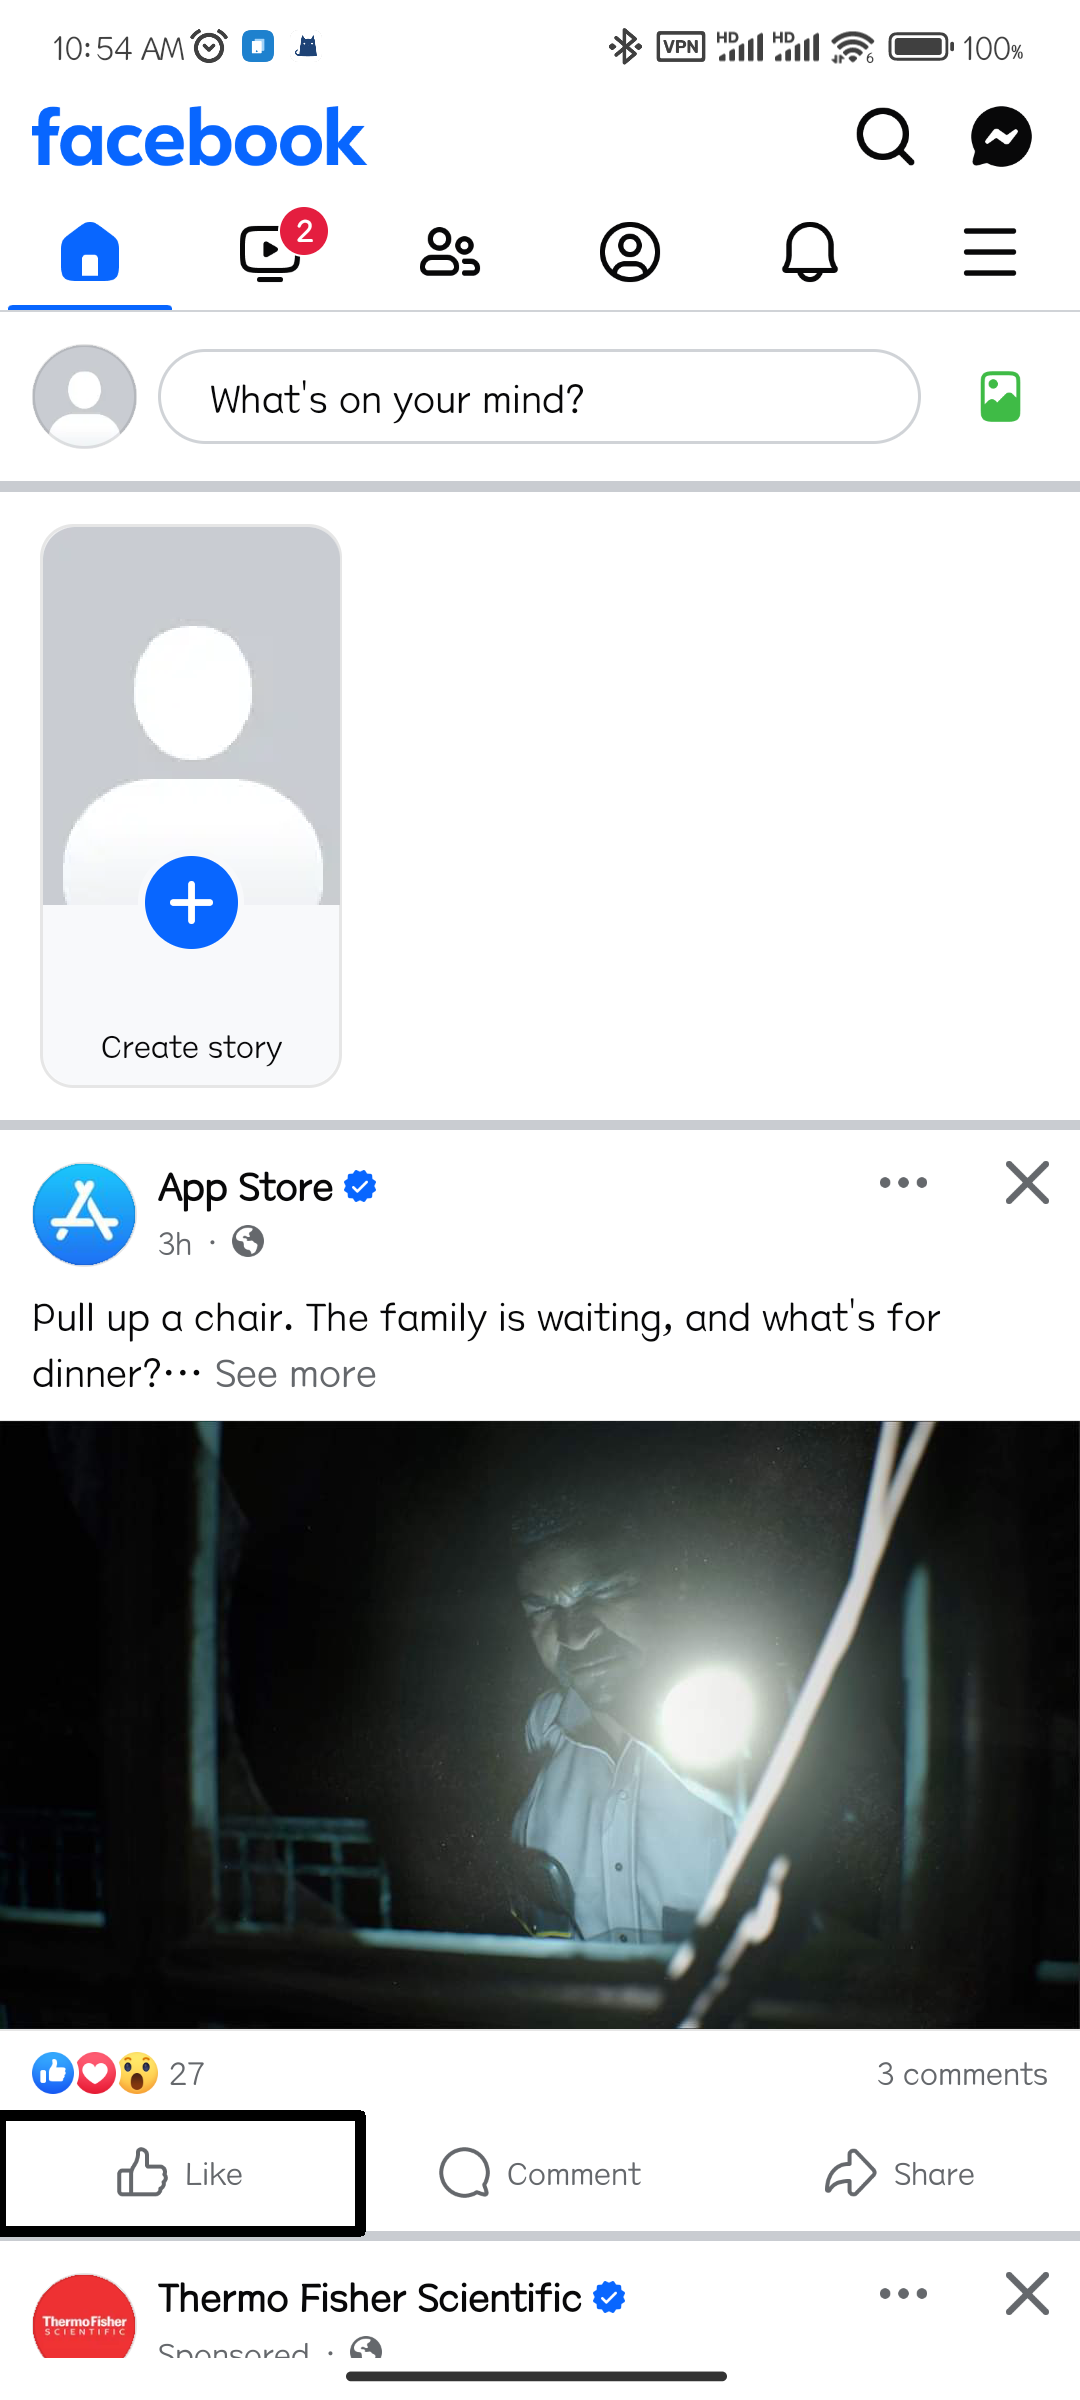 10:54 AM
VPN HD HD 6 100%
facebook
2
What's on your mind?
Create story
App Store
3h ·
Pull up a chair. The family is waiting, and what's for
dinner?... See more
27
3 comments
Like
Comment
Share
Thermo Fisher Scientific
ThermoFisher
SCIENTIFIC
Sponsored ·